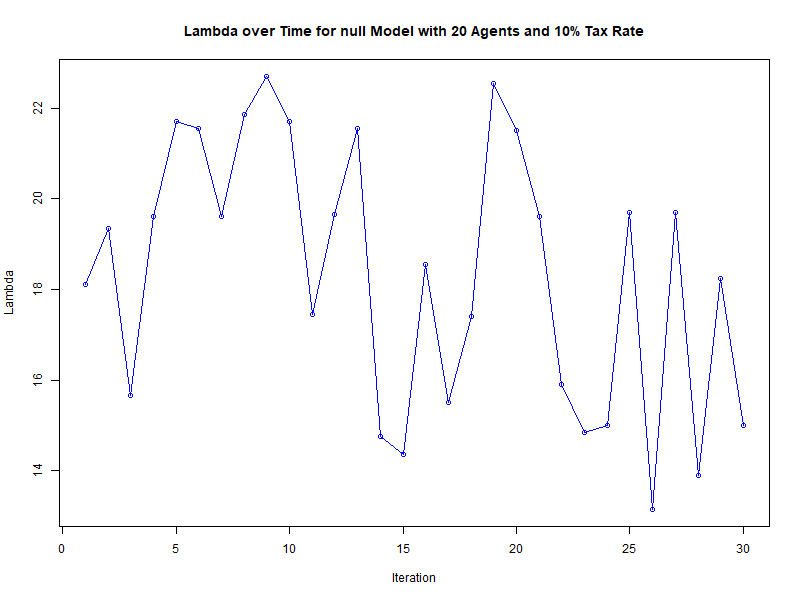 Lambda over Time for null Model with 20 Agents and 10% Tax Rate
22
20
18
16
14
Lambda
0 5 10 15 20 25 30
Iteration